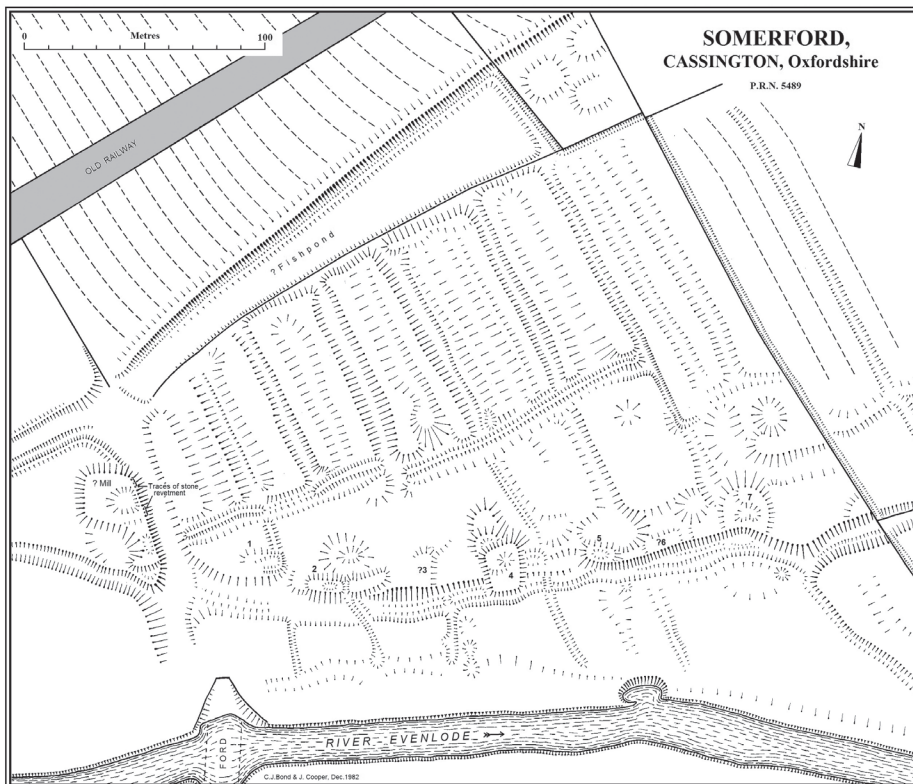 0 Metres 100
SOMERFORD,
CASSINGTON, Oxfordshire
P.R.N. 5489
N
OLD RAILWAY
? Fishpond
? Mill
Traces of stone
revetment
1
2
?3
4
5
?6
7
RIVER EVENLODE
FORD
C.J.Bond & J. Cooper, Dec.1982